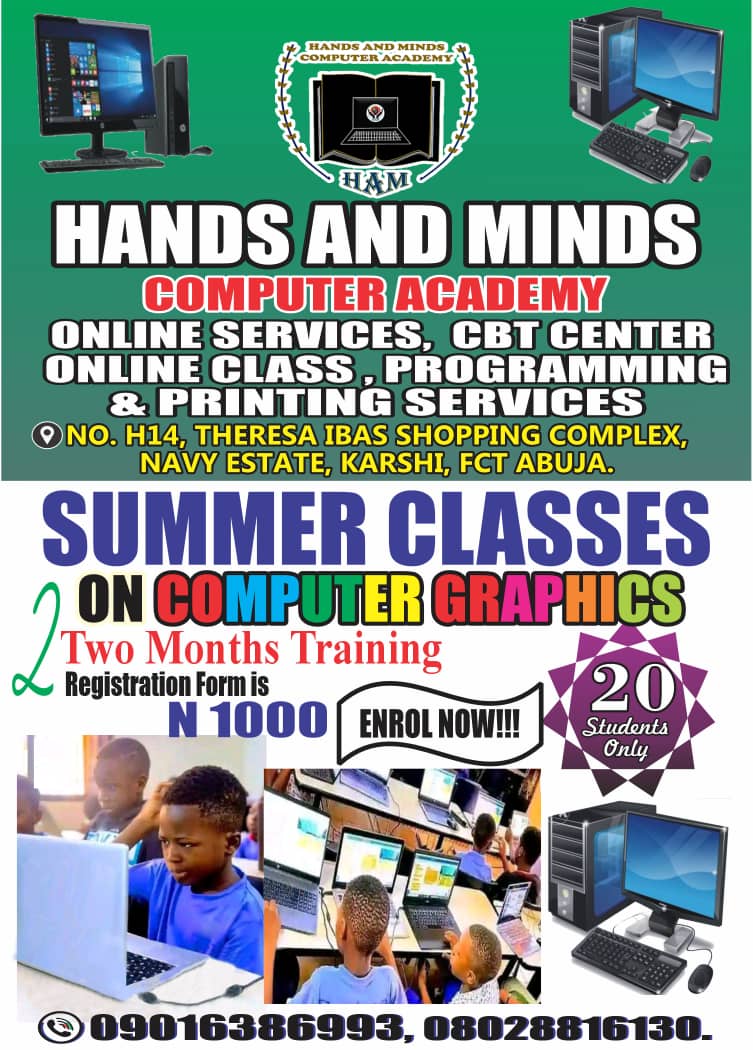 HANDS AND MINDS
COMPUTER ACADEMY
HAM
HANDS AND MINDS
COMPUTER ACADEMY
ONLINE SERVICES, CBT CENTER
ONLINE CLASS , PROGRAMMING
& PRINTING SERVICES
NO. H14, THERESA IBAS SHOPPING COMPLEX,
NAVY ESTATE, KARSHI, FCT ABUJA.
SUMMER CLASSES
ON COMPUTER GRAPHICS
2 Two Months Training
Registration Form is
N 1000
ENROL NOW!!!
20
Students
Only
09016386993, 08028816130.